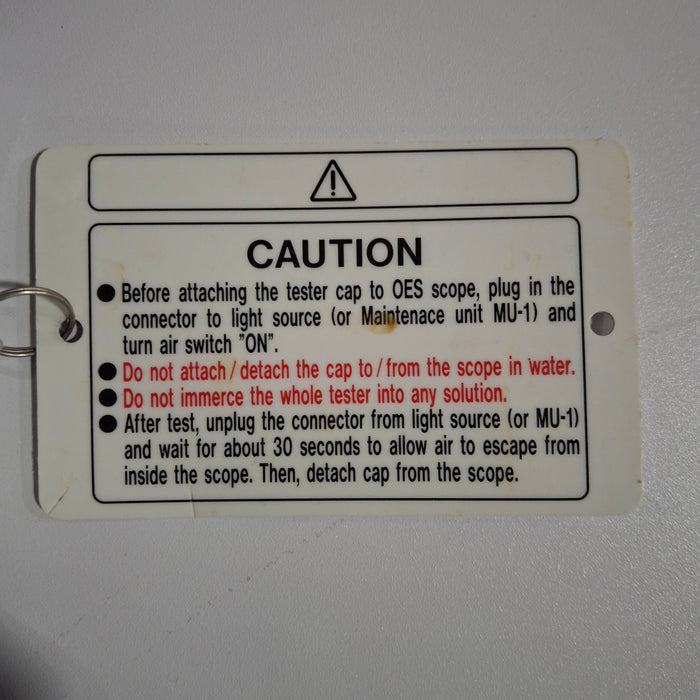 CAUTION
● Before attaching the tester cap to OES scope, plug in the
connector to light source (or Maintenace unit MU-1) and
turn air switch "ON".
● Do not attach/detach the cap to/from the scope in water.
● Do not immerce the whole tester into any solution.
● After test, unplug the connector from light source (or MU-1)
and wait for about 30 seconds to allow air to escape from
inside the scope. Then, detach cap from the scope.